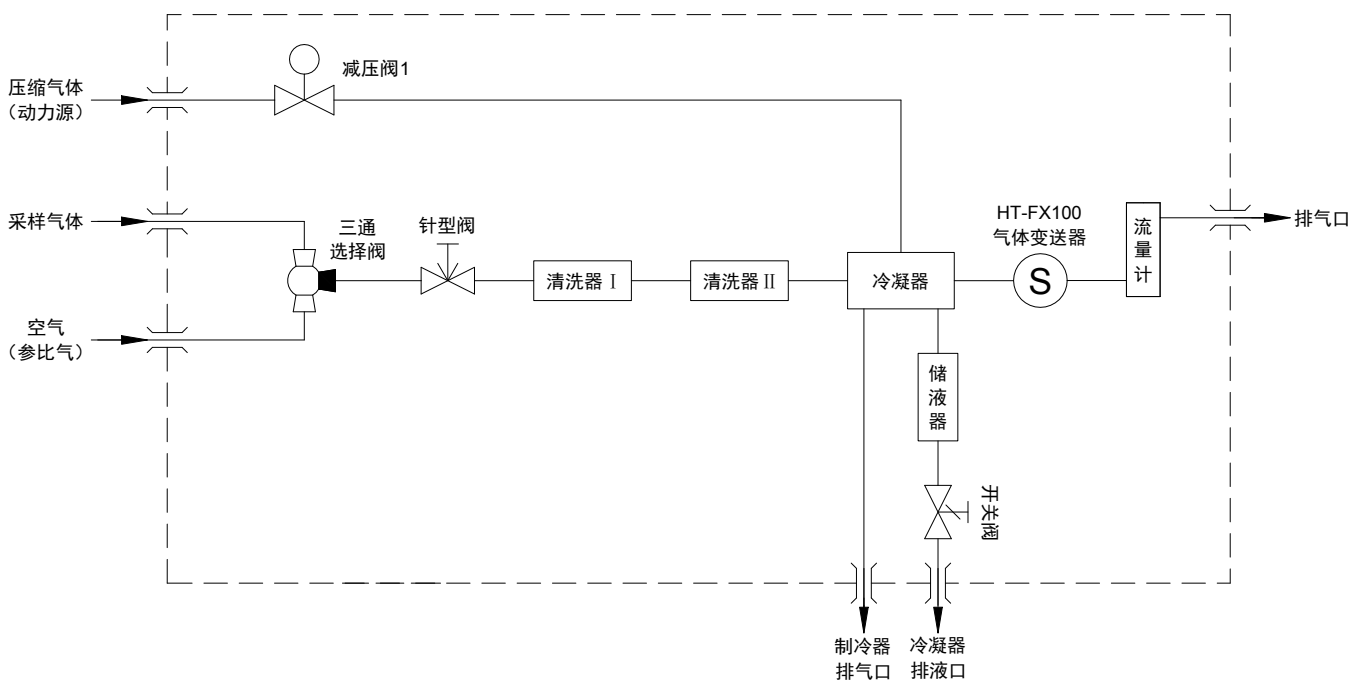 压缩气体
（动力源）
减压阀1
采样气体
三通
选择阀
针型阀
HT-FX100
气体变送器
流量计
排气口
清洗器Ⅰ
清洗器Ⅱ
冷凝器
S
空气
（参比气）
储液器
开关阀
制冷器
排气口
冷凝器
排液口